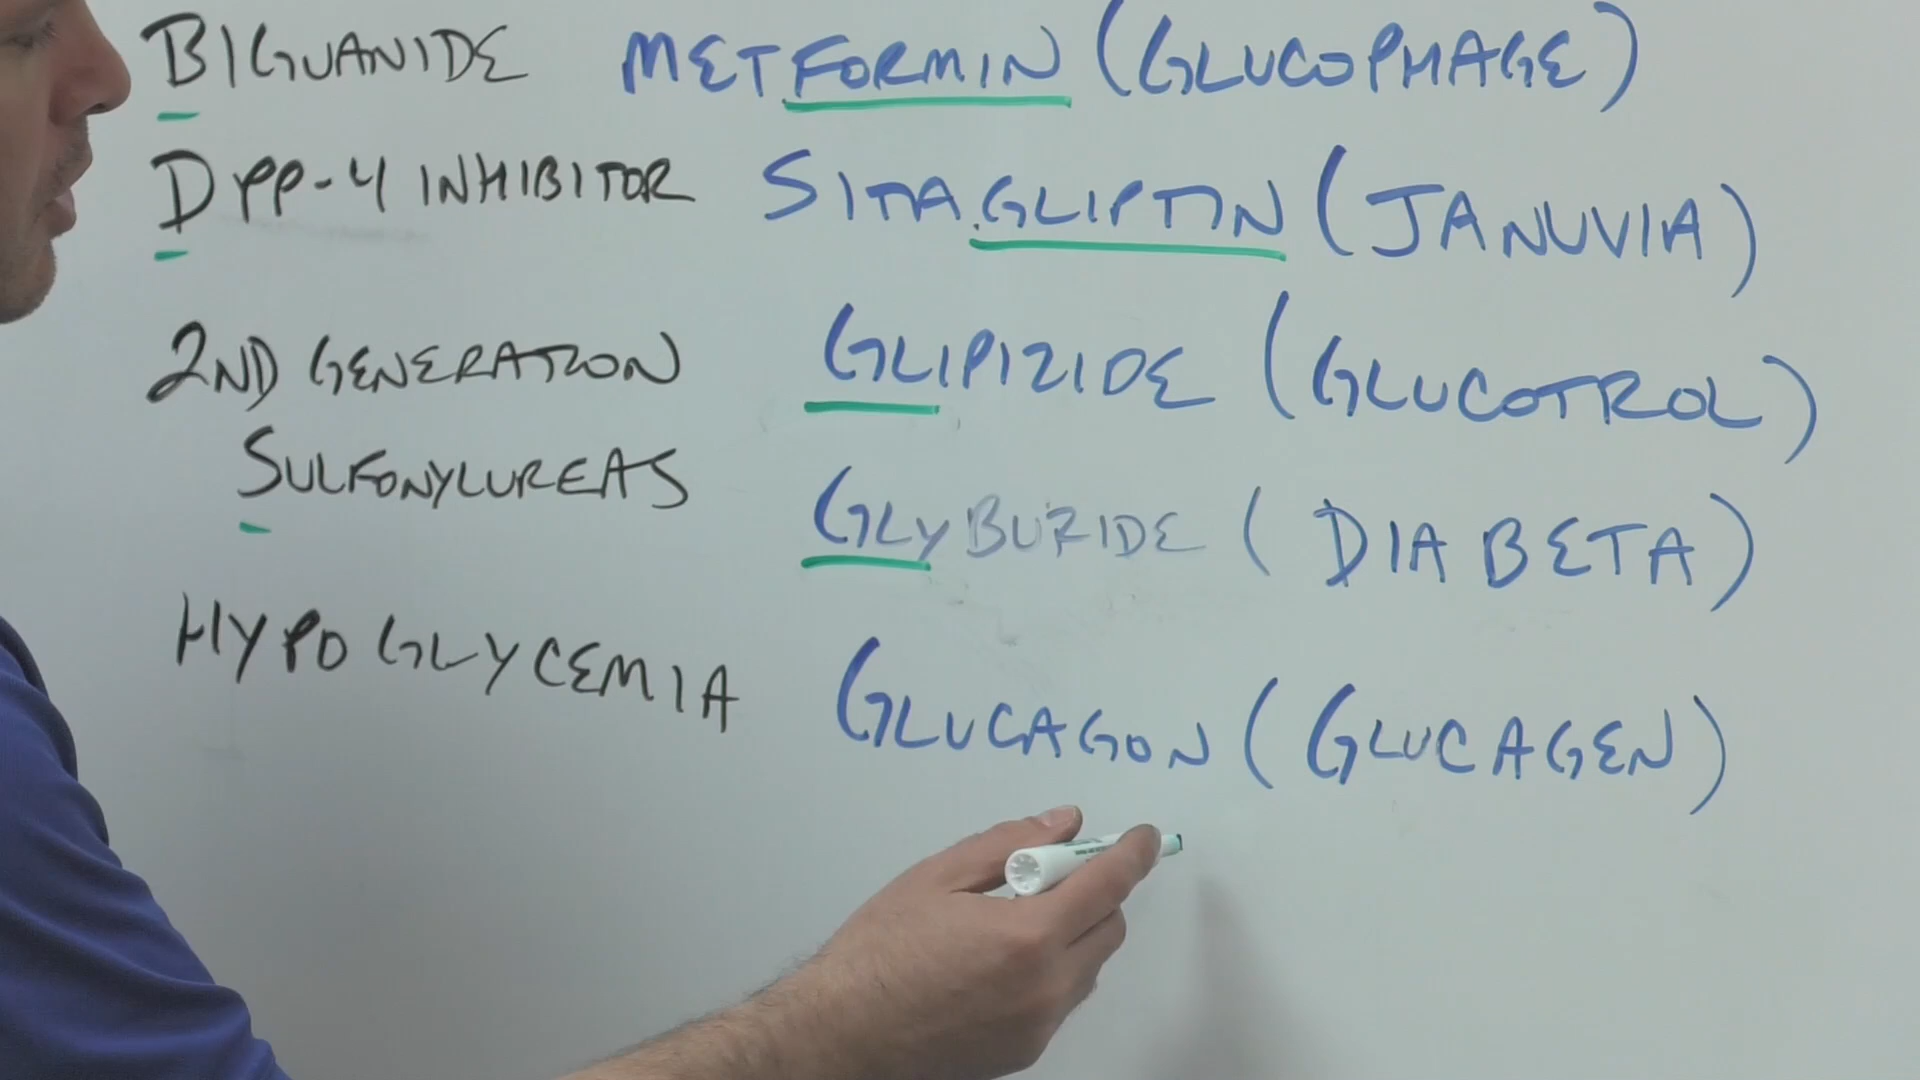 BIGUANIDE METFORMIN (GLUCOPHAGE)
DPP-4 INHIBITOR SITAGLIPTIN (JANUVIA)
2ND GENERATION GLIPIZIDE (GLUCOTROL)
SULFONYLUREAS GLYBURIDE (DIABETA)
HYPOGLYCEMIA GLUCAGON (GLUCAGEN)